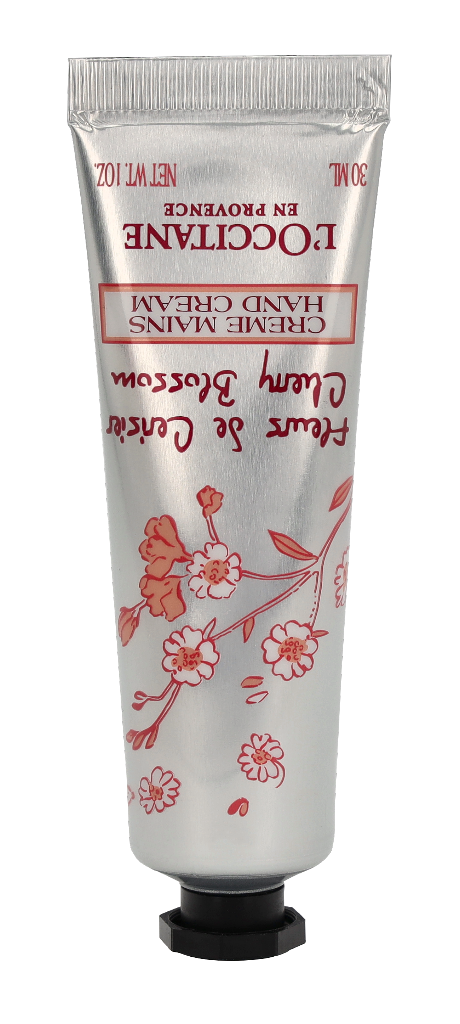 Fleurs de Cerisier
Cherry Blossom
CREME MAINS
HAND CREAM
L'OCCITANE
EN PROVENCE
30 ML NET.WT. 1 OZ.